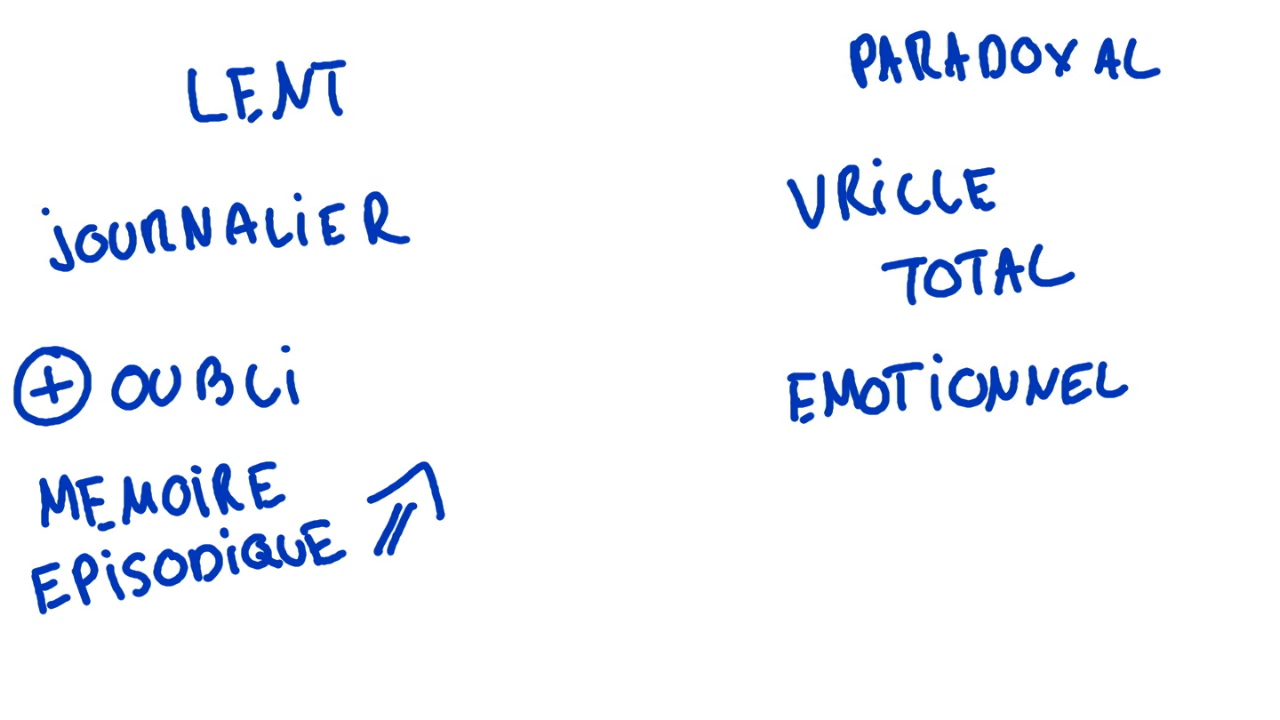 LENT
JOURNALIER
+ OUBLI
MEMOIRE
EPISODIQUE
PARADOXAL
VRILLE
TOTAL
EMOTIONNEL